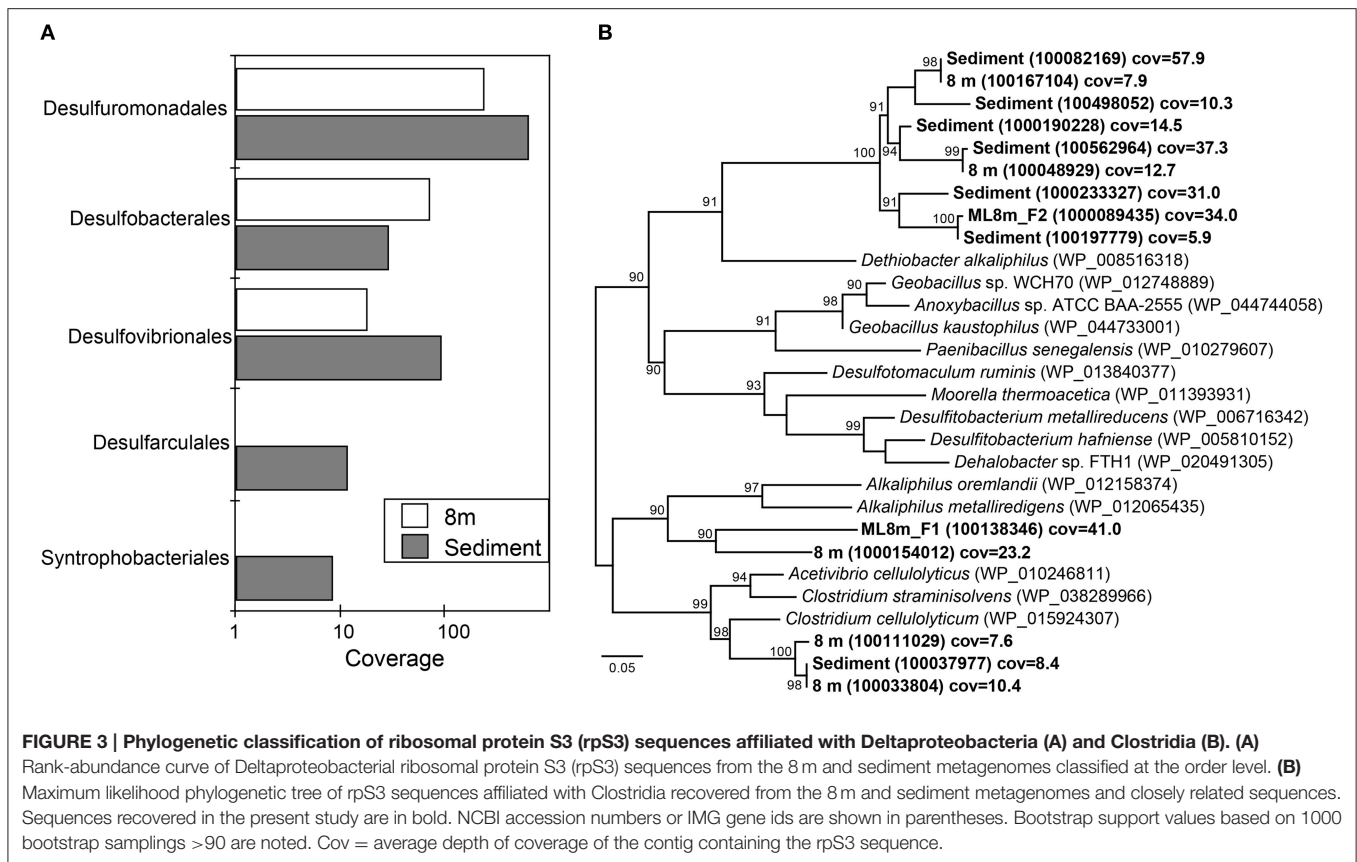 A
Desulfuromonadales
Desulfobacterales
Desulfovibrionales
Desulfarculales
Syntrophobacteriales
8m
Sediment
1 10 100
Coverage
B
98
Sediment (100082169) cov=57.9
8 m (100167104) cov=7.9
91
Sediment (100498052) cov=10.3
Sediment (1000190228) cov=14.5
100
94
99
Sediment (100562964) cov=37.3
8 m (100048929) cov=12.7
Sediment (1000233327) cov=31.0
91
91
100
ML8m_F2 (1000089435) cov=34.0
Sediment (100197779) cov=5.9
Dethiobacter alkaliphilus (WP_008516318)
90
90
Geobacillus sp. WCH70 (WP_012748889)
98
Anoxybacillus sp. ATCC BAA-2555 (WP_044744058)
91
Geobacillus kaustophilus (WP_044733001)
Paenibacillus senegalensis (WP_010279607)
90
93
Desulfotomaculum ruminis (WP_013840377)
Moorella thermoacetica (WP_011393931)
99
Desulfitobacterium metallireducens (WP_006716342)
Desulfitobacterium hafniense (WP_005810152)
Dehalobacter sp. FTH1 (WP_020491305)
97
Alkaliphilus oremlandii (WP_012158374)
Alkaliphilus metalliredigens (WP_012065435)
90
90
ML8m_F1 (100138346) cov=41.0
8 m (1000154012) cov=23.2
94
Acetivibrio cellulolyticus (WP_010246811)
Clostridium straminisolvens (WP_038289966)
99
Clostridium cellulolyticum (WP_015924307)
98
8 m (100111029) cov=7.6
100
Sediment (100037977) cov=8.4
98
8 m (100033804) cov=10.4
0.05
FIGURE 3 | Phylogenetic classification of ribosomal protein S3 (rpS3) sequences affiliated with Deltaproteobacteria (A) and Clostridia (B). (A)
Rank-abundance curve of Deltaproteobacterial ribosomal protein S3 (rpS3) sequences from the 8 m and sediment metagenomes classified at the order level. (B)
Maximum likelihood phylogenetic tree of rpS3 sequences affiliated with Clostridia recovered from the 8 m and sediment metagenomes and closely related sequences.
Sequences recovered in the present study are in bold. NCBI accession numbers or IMG gene ids are shown in parentheses. Bootstrap support values based on 1000
bootstrap samplings >90 are noted. Cov = average depth of coverage of the contig containing the rpS3 sequence.